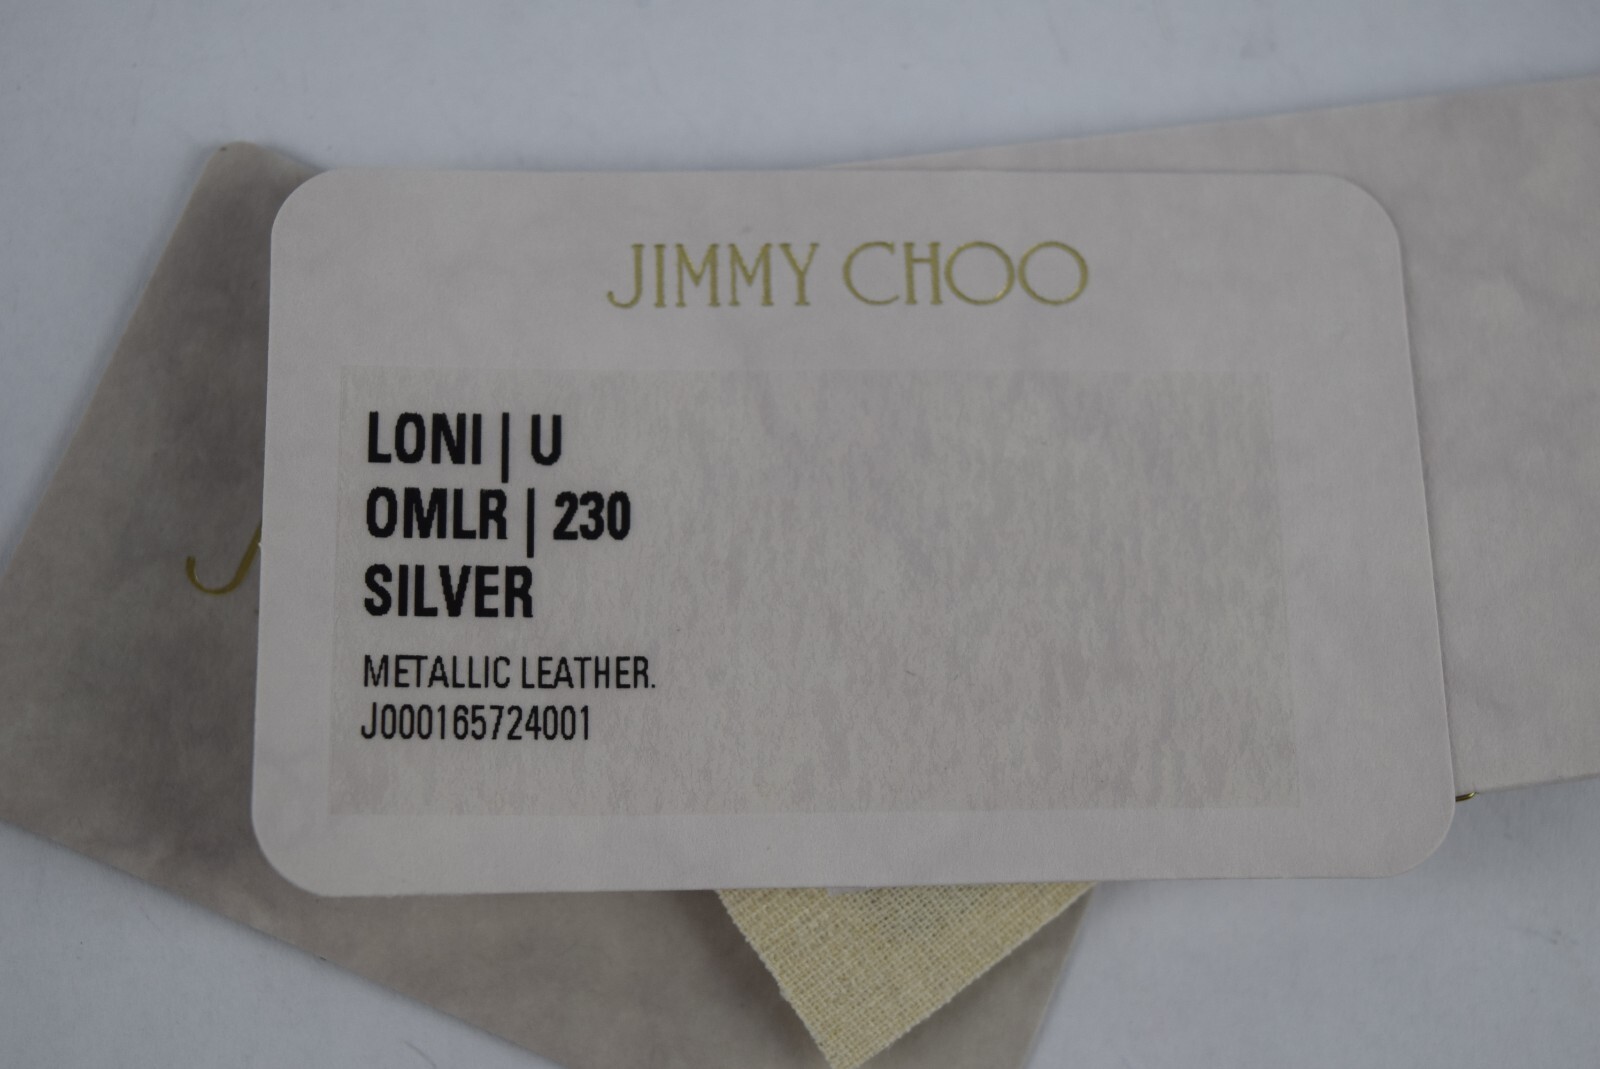 JIMMY CHOO
LONI | U
OMLR | 230
SILVER
METALLIC LEATHER.
J000165724001